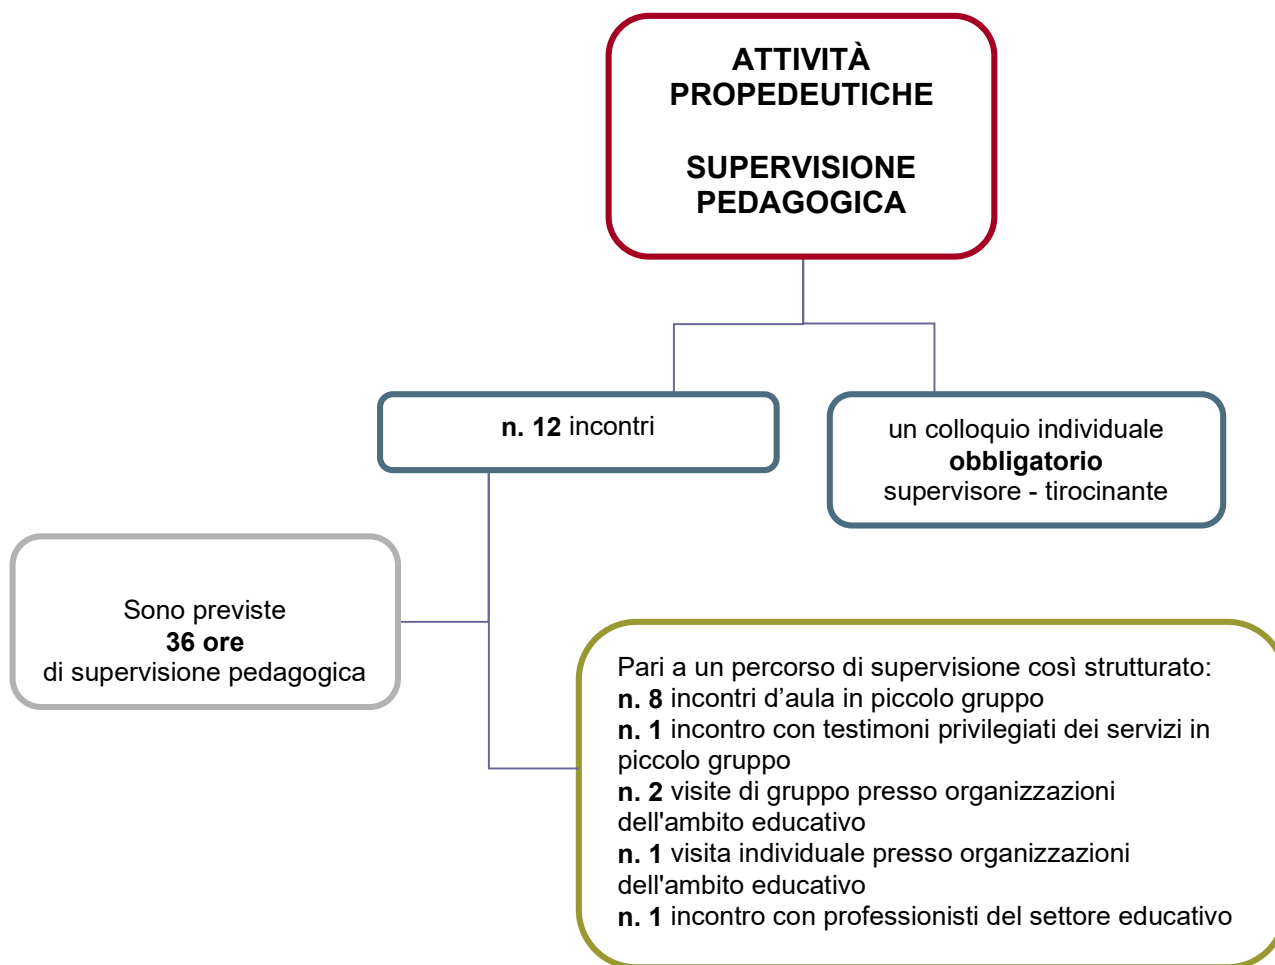 ATTIVITÀ
PROPEDEUTICHE
SUPERVISIONE
PEDAGOGICA
n. 12 incontri
un colloquio individuale
obbligatorio
supervisore - tirocinante
Sono previste
36 ore
di supervisione pedagogica
Pari a un percorso di supervisione così strutturato:
n. 8 incontri d’aula in piccolo gruppo
n. 1 incontro con testimoni privilegiati dei servizi in
piccolo gruppo
n. 2 visite di gruppo presso organizzazioni
dell'ambito educativo
n. 1 visita individuale presso organizzazioni
dell'ambito educativo
n. 1 incontro con professionisti del settore educativo